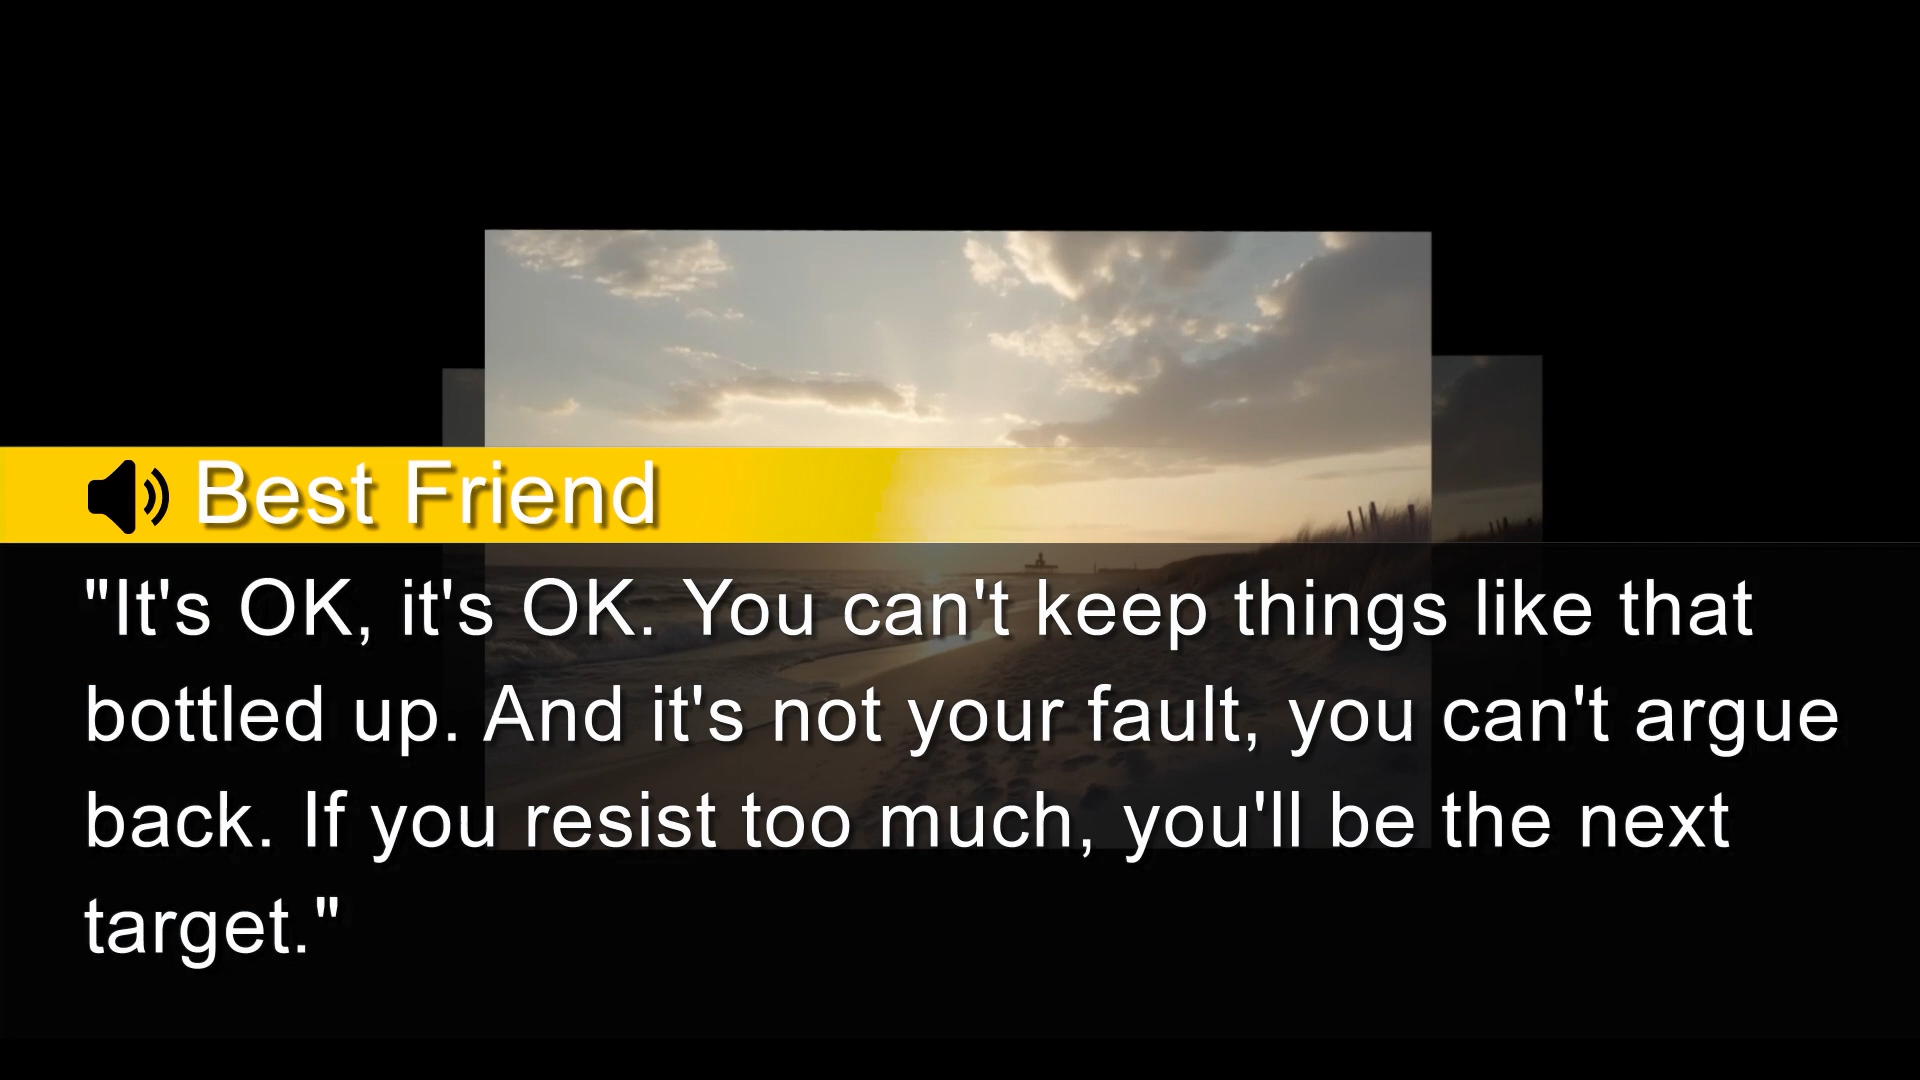 Best Friend
"It's OK, it's OK. You can't keep things like that
bottled up. And it's not your fault, you can't argue
back. If you resist too much, you'll be the next
target."